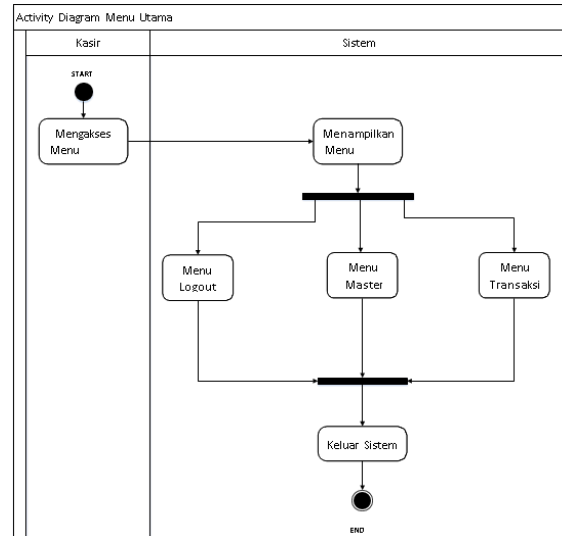 Activity Diagram Menu Utama
Kasir
Sistem
START
Mengakses
Menu
Menampilkan
Menu
Menu
Logout
Menu
Master
Menu
Transaksi
Keluar Sistem
END